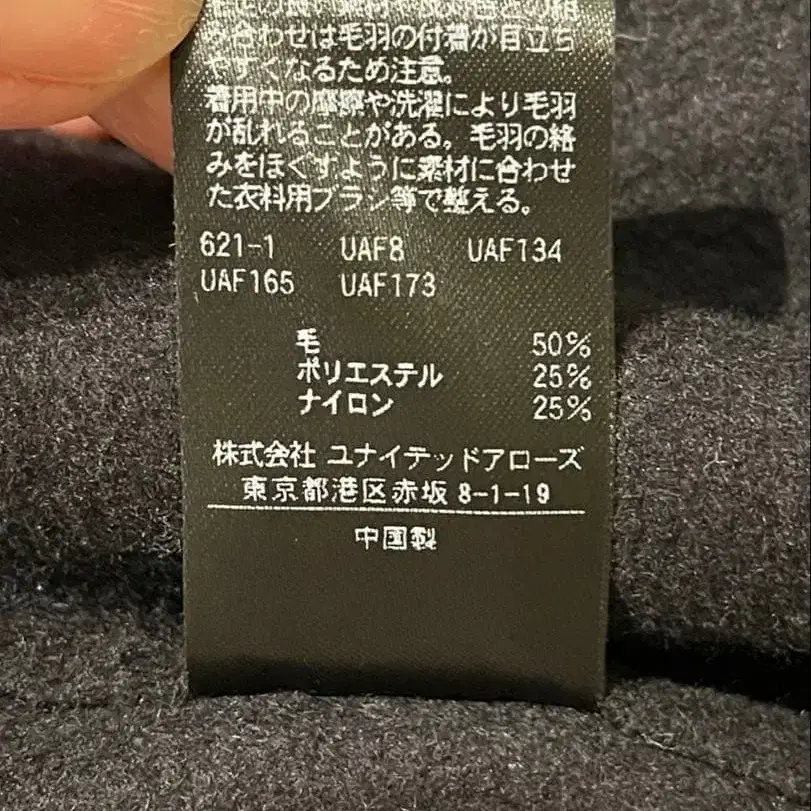 み合わせは毛羽の付着が目立ち
やすくなるため注意。
着用中の摩擦や洗濯により毛羽
が乱れることがある。毛羽の絡
みをほぐすように素材に合わせ
た衣料用ブラシ等で整える。
621-1 UAF8 UAF134
UAF165 UAF173
毛 50%
ポリエステル 25%
ナイロン 25%
株式会社 ユナイテッドアローズ
東京都港区赤坂 8-1-19
中国製